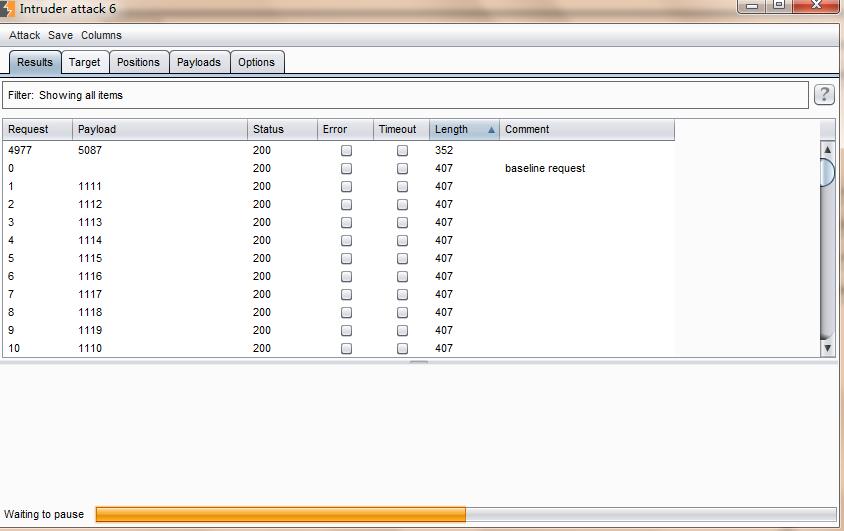 Intruder attack 6
Attack Save Columns
Results Target Positions Payloads Options
Filter: Showing all items ?
Request Payload Status Error Timeout Length Comment
4977 5087 200 352
0 200 407 baseline request
1 1111 200 407
2 1112 200 407
3 1113 200 407
4 1114 200 407
5 1115 200 407
6 1116 200 407
7 1117 200 407
8 1118 200 407
9 1119 200 407
10 1110 200 407
Waiting to pause